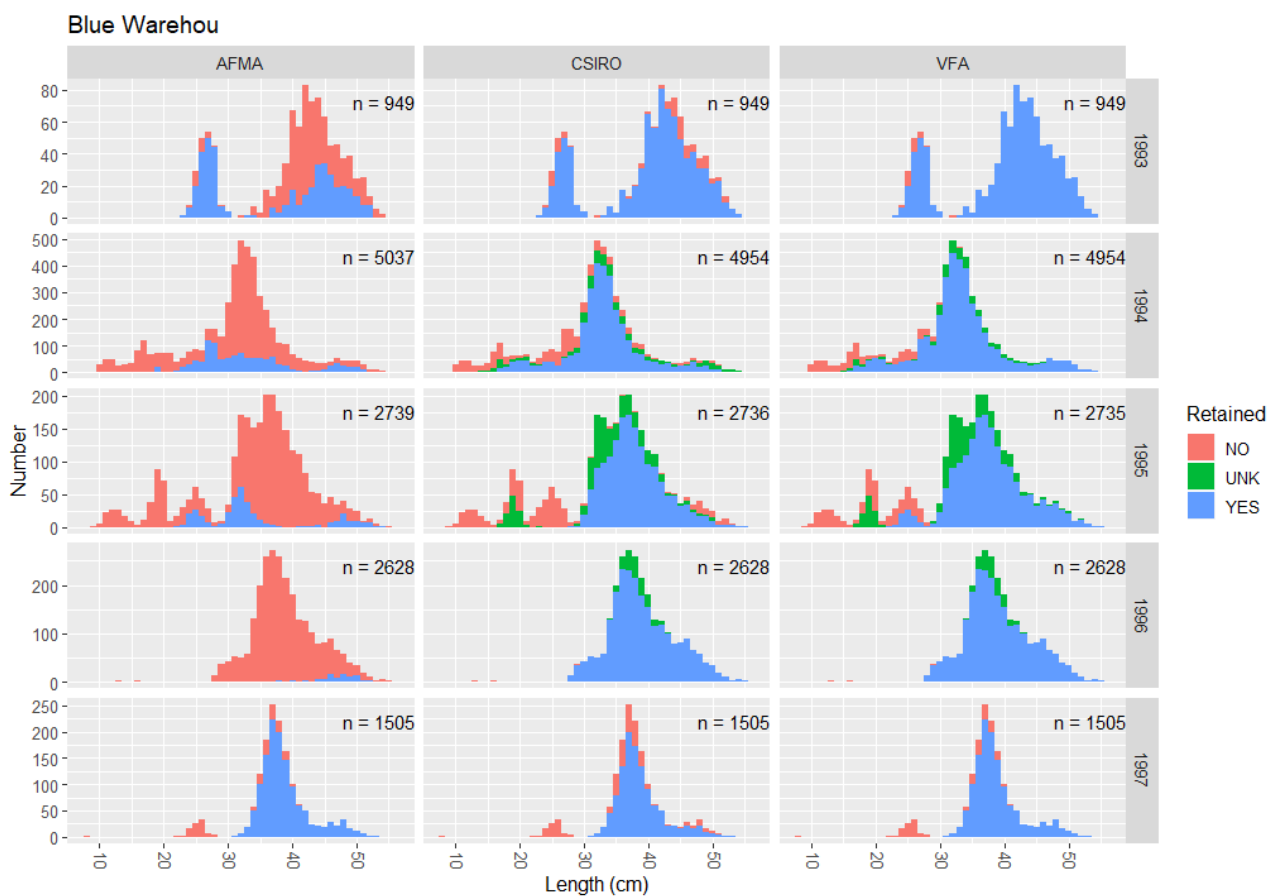 Blue Warehou
AFMA CSIRO VFA
n = 949 n = 949 n = 949
1993
80
60
40
20
0
n = 5037 n = 4954 n = 4954
1994
500
400
300
200
100
0
n = 2739 n = 2736 n = 2735
1995
200
150
100
50
0
n = 2628 n = 2628 n = 2628
1996
200
100
0
n = 1505 n = 1505 n = 1505
1997
250
200
150
100
50
0
Number
10 20 30 40 50 10 20 30 40 50 10 20 30 40 50
Length (cm)
Retained
NO
UNK
YES